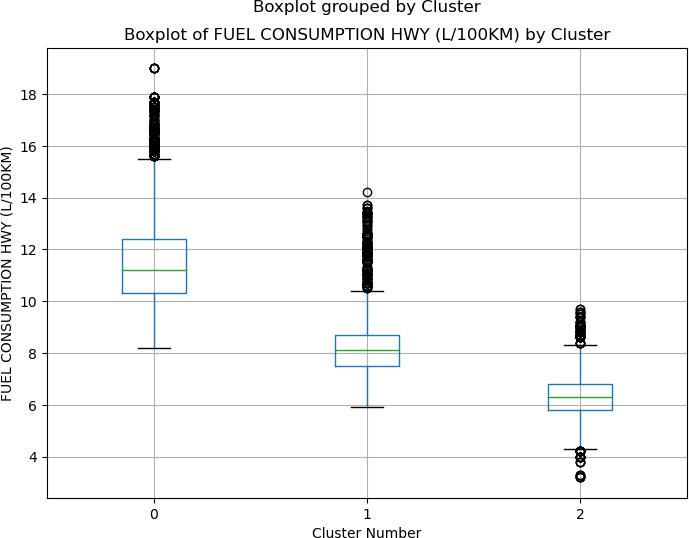 Boxplot grouped by Cluster
Boxplot of FUEL CONSUMPTION HWY (L/100KM) by Cluster
FUEL CONSUMPTION HWY (L/100KM)
18
16
14
12
10
8
6
4
0 1 2
Cluster Number